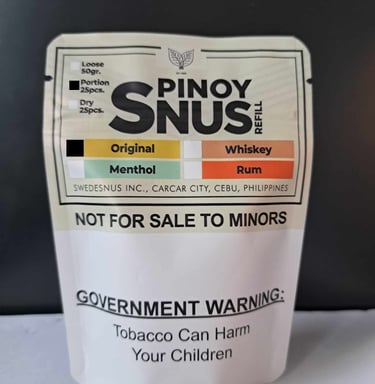 Loose
50gr.
Portion
25pcs.
Dry
25pcs.
PINOY
SNUS
REFILL
Original
Whiskey
Menthol
Rum
SWEDESNUS INC., CARCAR CITY, CEBU, PHILIPPINES
NOT FOR SALE TO MINORS
GOVERNMENT WARNING:
Tobacco Can Harm
Your Children